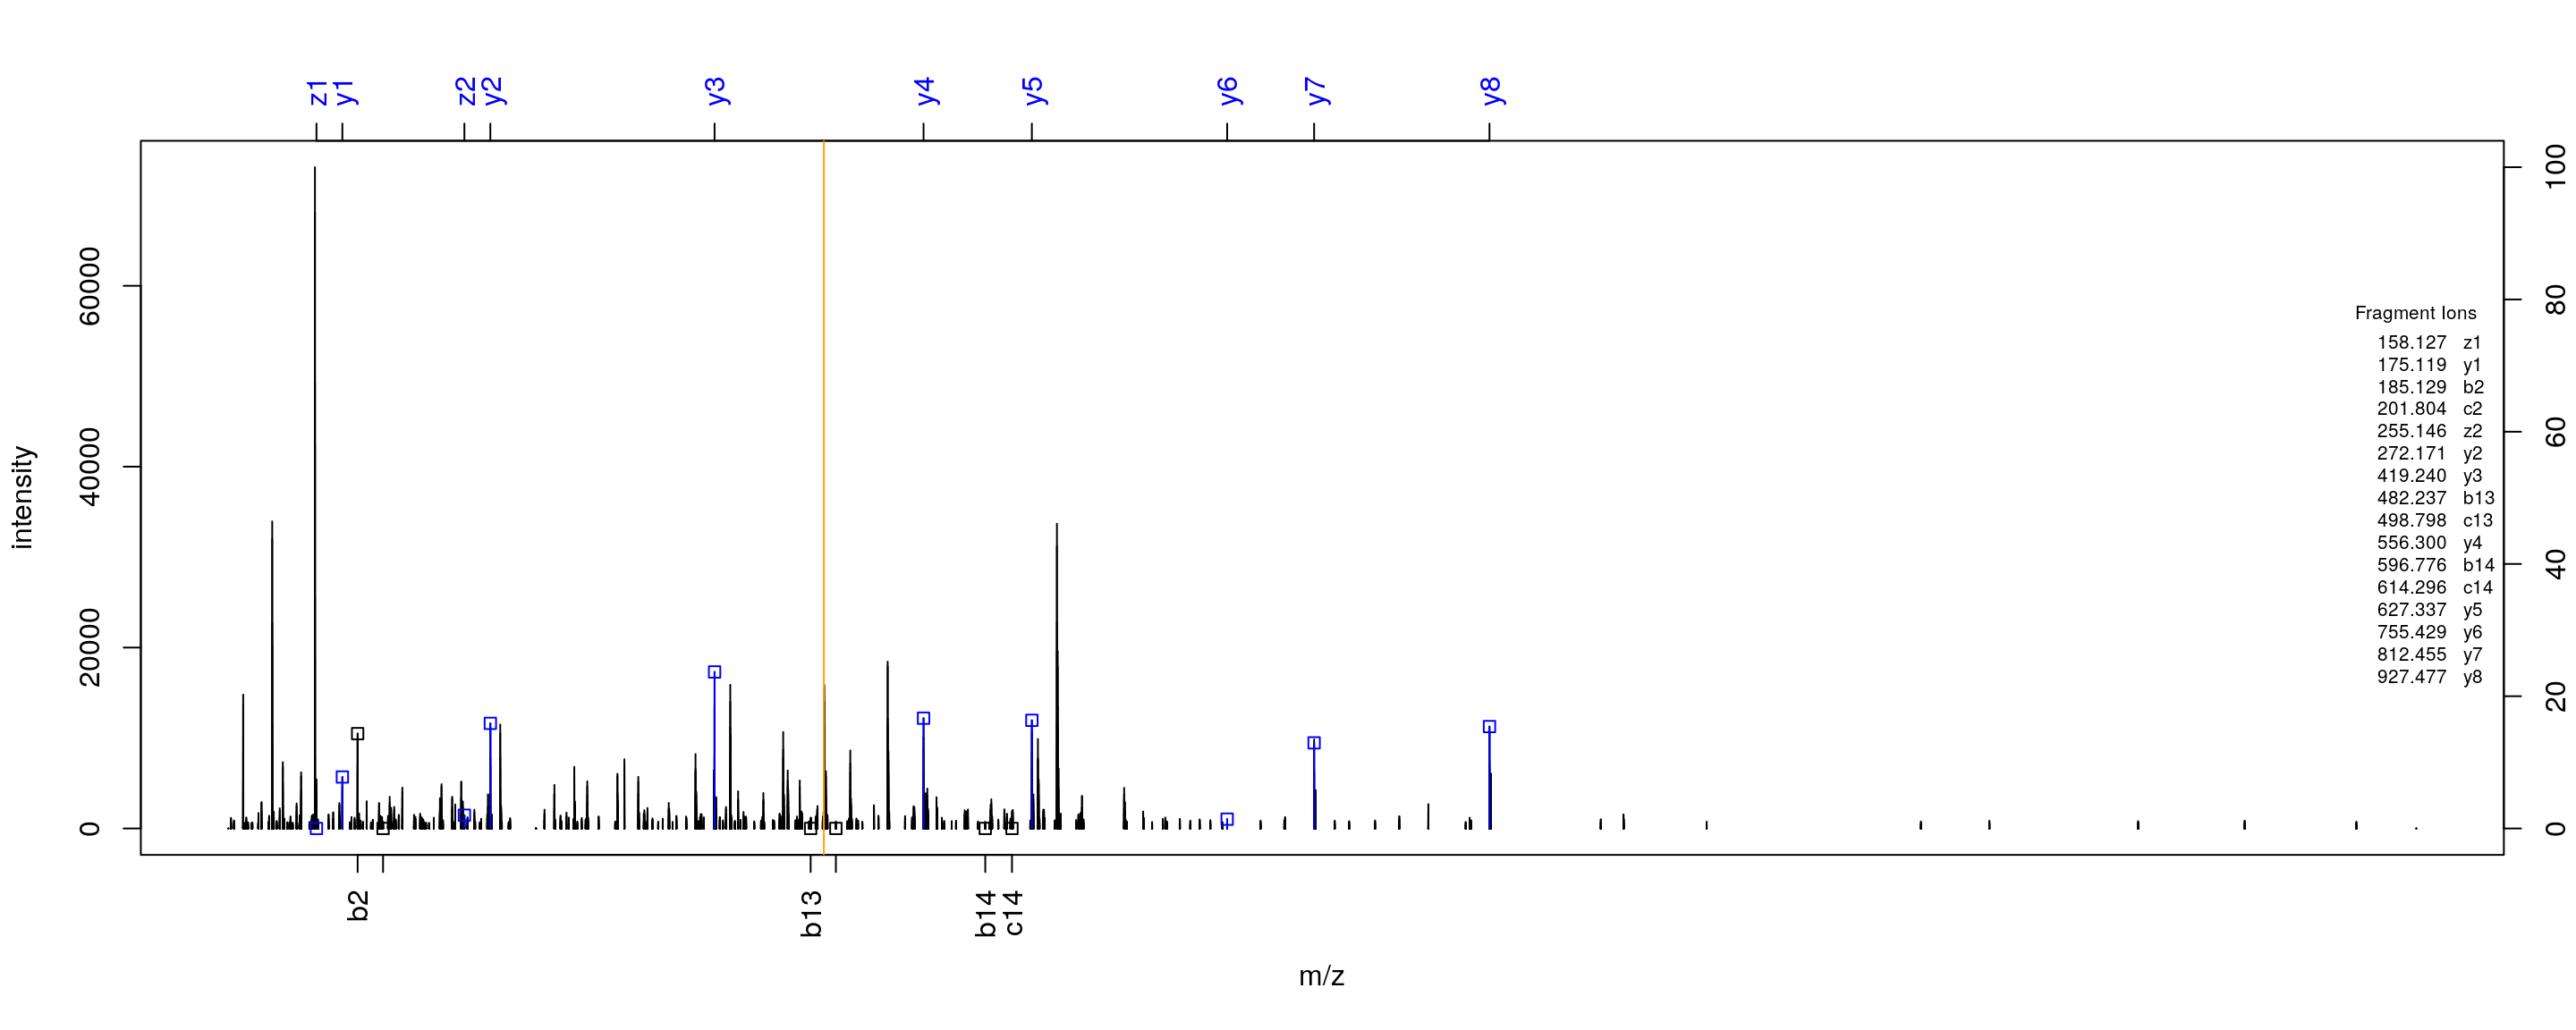 z1 y1 z2 y2 y3 y4 y5 y6 y7 y8
intensity
0 20000 40000 60000
0 20 40 60 80 100
Fragment Ions
158.127 z1
175.119 y1
185.129 b2
201.804 c2
255.146 z2
272.171 y2
419.240 y3
482.237 b13
498.798 c13
556.300 y4
596.776 b14
614.296 c14
627.337 y5
755.429 y6
812.455 y7
927.477 y8
b2 b13 b14 c14
m/z